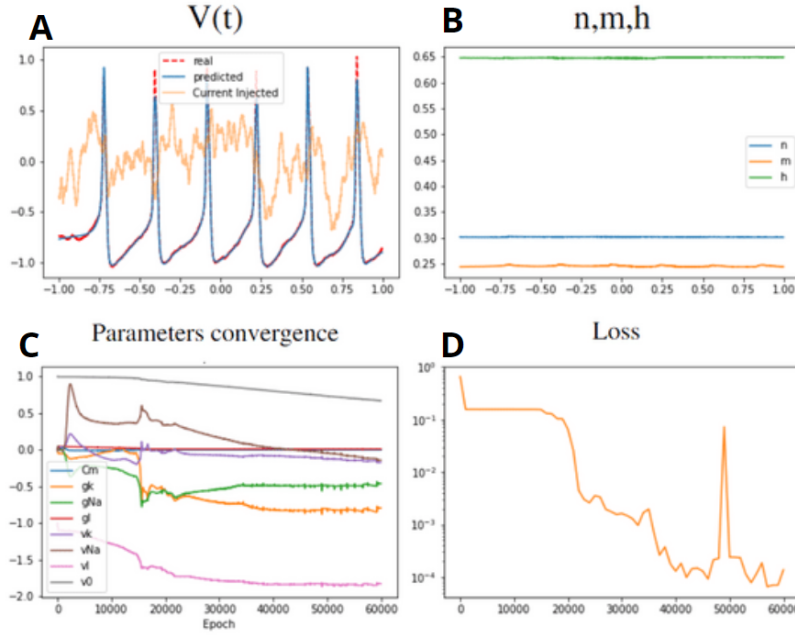 A
V(t)
1.0
0.5
0.0
−0.5
−1.0
real
predicted
Current Injected
−1.00 −0.75 −0.50 −0.25 0.00 0.25 0.50 0.75 1.00
B
n,m,h
0.65
0.60
0.55
0.50
0.45
0.40
0.35
0.30
0.25
n
m
h
−1.00 −0.75 −0.50 −0.25 0.00 0.25 0.50 0.75 1.00
C
Parameters convergence
1.0
0.5
0.0
−0.5
−1.0
−1.5
−2.0
Cm
gk
gNa
gl
vk
vNa
vl
v0
0 10000 20000 30000 40000 50000 60000
Epoch
D
Loss
10⁰
10⁻¹
10⁻²
10⁻³
10⁻⁴
0 10000 20000 30000 40000 50000 60000